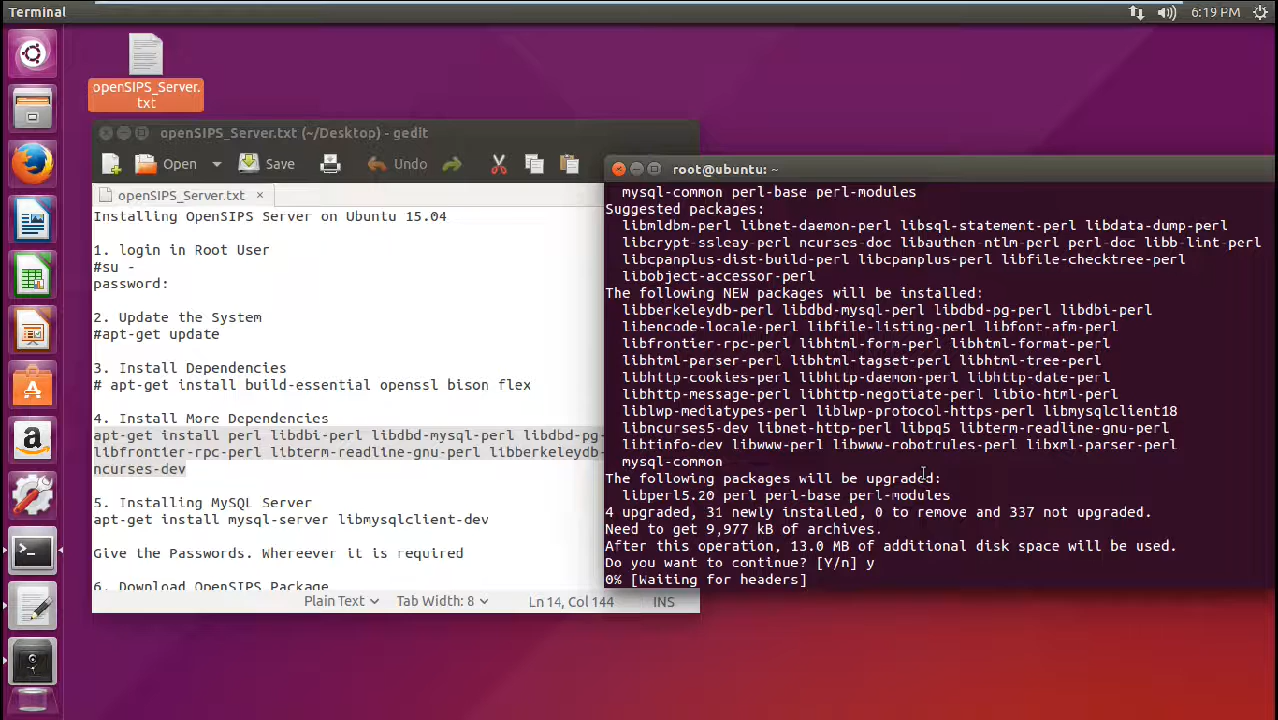 Terminal
6:19 PM
openSIPS_Server.
txt
openSIPS_Server.txt (~/Desktop) - gedit
Open
Save
Undo
openSIPS_Server.txt ×
Installing OpenSIPS Server on Ubuntu 15.04
1. login in Root User
#su -
password:
2. Update the System
#apt-get update
3. Install Dependencies
# apt-get install build-essential openssl bison flex
4. Install More Dependencies
apt-get install perl libdbi-perl libdbd-mysql-perl libdbd-pg-
libfrontier-rpc-perl libterm-readline-gnu-perl libberkeleydb-
ncurses-dev
5. Installing MySQL Server
apt-get install mysql-server libmysqlclient-dev
Give the Passwords. Whereever it is required
6. Download OpenSIPS Package
Plain Text
Tab Width: 8
Ln 14, Col 144
INS
root@ubuntu: ~
mysql-common perl-base perl-modules
Suggested packages:
libmldbm-perl libnet-daemon-perl libsql-statement-perl libdata-dump-perl
libcrypt-ssleay-perl ncurses-doc libauthen-ntlm-perl perl-doc libb-lint-perl
libcpanplus-dist-build-perl libcpanplus-perl libfile-checktree-perl
libobject-accessor-perl
The following NEW packages will be installed:
libberkeleydb-perl libdbd-mysql-perl libdbd-pg-perl libdbi-perl
libencode-locale-perl libfile-listing-perl libfont-afm-perl
libfrontier-rpc-perl libhtml-form-perl libhtml-format-perl
libhtml-parser-perl libhtml-tagset-perl libhtml-tree-perl
libhttp-cookies-perl libhttp-daemon-perl libhttp-date-perl
libhttp-message-perl libhttp-negotiate-perl libio-html-perl
liblwp-mediatypes-perl liblwp-protocol-https-perl libmysqlclient18
libncurses5-dev libnet-http-perl libpq5 libterm-readline-gnu-perl
libtinfo-dev libwww-perl libwww-robotrules-perl libxml-parser-perl
mysql-common
The following packages will be upgraded:
libperl5.20 perl perl-base perl-modules
4 upgraded, 31 newly installed, 0 to remove and 337 not upgraded.
Need to get 9,977 kB of archives.
After this operation, 13.0 MB of additional disk space will be used.
Do you want to continue? [Y/n] y
0% [Waiting for headers]